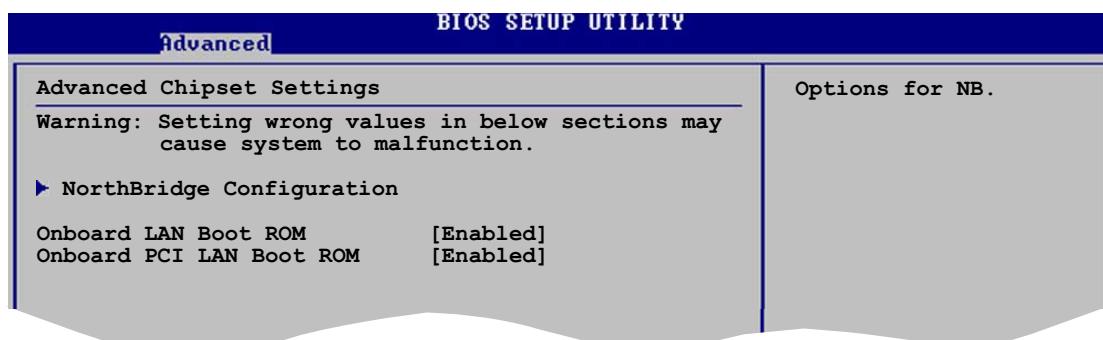 BIOS SETUP UTILITY
Advanced
Advanced Chipset Settings
Warning: Setting wrong values in below sections may
cause system to malfunction.
NorthBridge Configuration
Onboard LAN Boot ROM [Enabled]
Onboard PCI LAN Boot ROM [Enabled]
Options for NB.